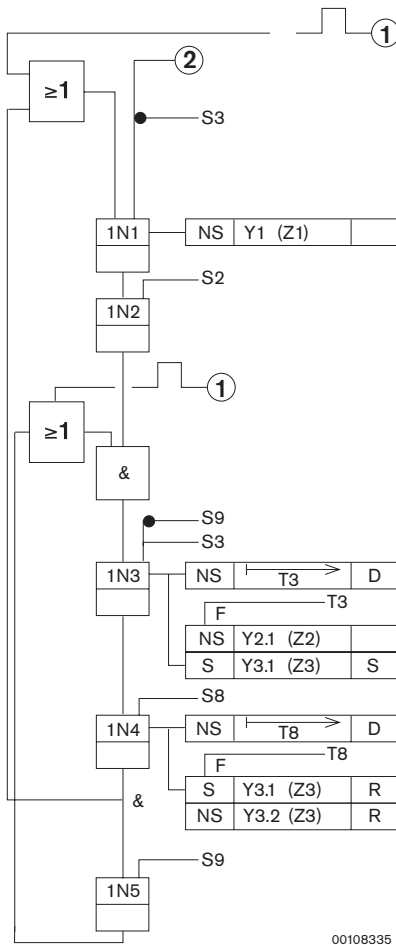 1
≥1
2
S3
1N1 NS Y1 (Z1)
S2
1N2
1
≥1
&
S9
S3
1N3 NS T3 D
F T3
NS Y2.1 (Z2)
S Y3.1 (Z3) S
S8
1N4 NS T8 D
F T8
S Y3.1 (Z3) R
& NS Y3.2 (Z3) R
S9
1N5
00108335